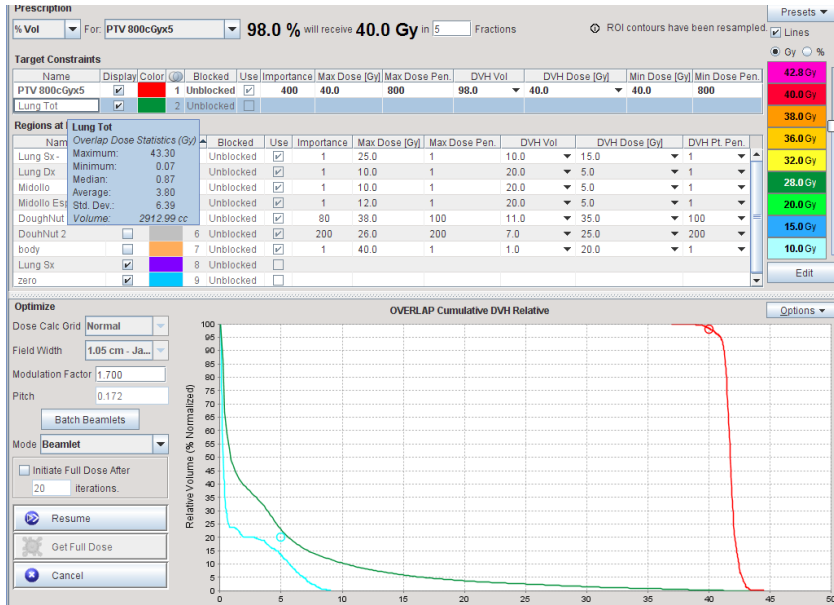 Prescription
% Vol For: PTV 800cGyx5 98.0 % will receive 40.0 Gy in 5 Fractions ROI contours have been resampled.
Presets
Lines
Gy %
Target Constraints
Name Display Color Blocked Use Importance Max Dose [Gy] Max Dose Pen. DVH Vol DVH Dose [Gy] Min Dose [Gy] Min Dose Pen.
PTV 800cGyx5 1 Unblocked 400 40.0 800 98.0 40.0 40.0 800
Lung Tot 2 Unblocked
Regions at
Nam Blocked Use Importance Max Dose [Gy] Max Dose Pen. DVH Vol DVH Dose [Gy] DVH Pt. Pen.
Lung Sx - Unblocked 1 25.0 1 10.0 15.0 1
Lung Dx Unblocked 1 10.0 1 20.0 5.0 1
Midollo Unblocked 1 10.0 1 20.0 5.0 1
Midollo Esp Unblocked 1 12.0 1 20.0 5.0 1
DoughNut Unblocked 80 38.0 100 11.0 35.0 100
DouhNut 2 6 Unblocked 200 26.0 200 7.0 25.0 200
body 7 Unblocked 1 40.0 1 1.0 20.0 1
Lung Sx 8 Unblocked
zero 9 Unblocked
Lung Tot
Overlap Dose Statistics (Gy)
Maximum: 43.30
Minimum: 0.07
Median: 0.87
Average: 3.80
Std. Dev.: 6.39
Volume: 2912.99 cc
42.8 Gy
40.0 Gy
38.0 Gy
36.0 Gy
32.0 Gy
28.0 Gy
20.0 Gy
15.0 Gy
10.0 Gy
Edit
Optimize
Dose Calc Grid Normal
Field Width 1.05 cm - Ja...
Modulation Factor 1.700
Pitch 0.172
Batch Beamlets
Mode Beamlet
Initiate Full Dose After
20 iterations.
Resume
Get Full Dose
Cancel
OVERLAP Cumulative DVH Relative
Options
Relative Volume (% Normalized)
100
95
90
85
80
75
70
65
60
55
50
45
40
35
30
25
20
15
10
5
0
0 5 10 15 20 25 30 35 40 45 50